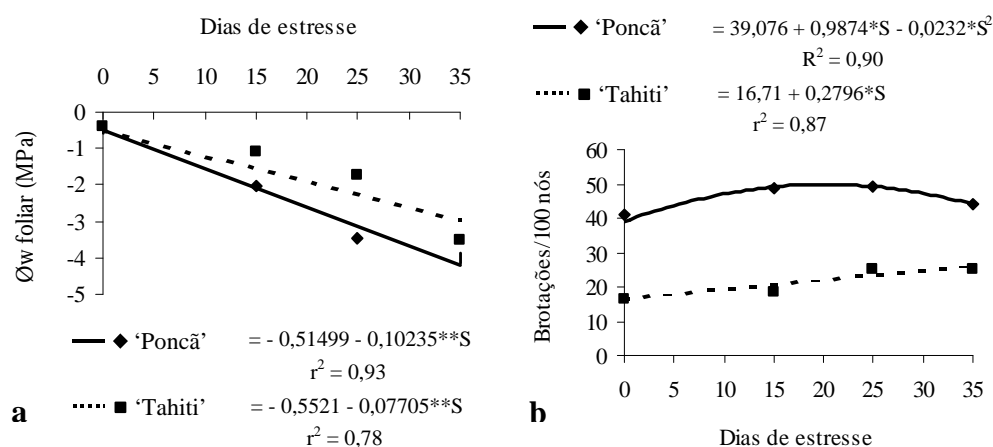 Dias de estresse
0 5 10 15 20 25 30 35
0
-1
-2
-3
-4
-5
Øw foliar (MPa)
‘Poncã’ = - 0,51499 - 0,10235**S
r² = 0,93
‘Tahiti’ = - 0,5521 - 0,07705**S
r² = 0,78
a
‘Poncã’ = 39,076 + 0,9874*S - 0,0232*S²
R² = 0,90
‘Tahiti’ = 16,71 + 0,2796*S
r² = 0,87
60
50
40
30
20
10
0
Brotações/100 nós
0 5 10 15 20 25 30 35
Dias de estresse
b